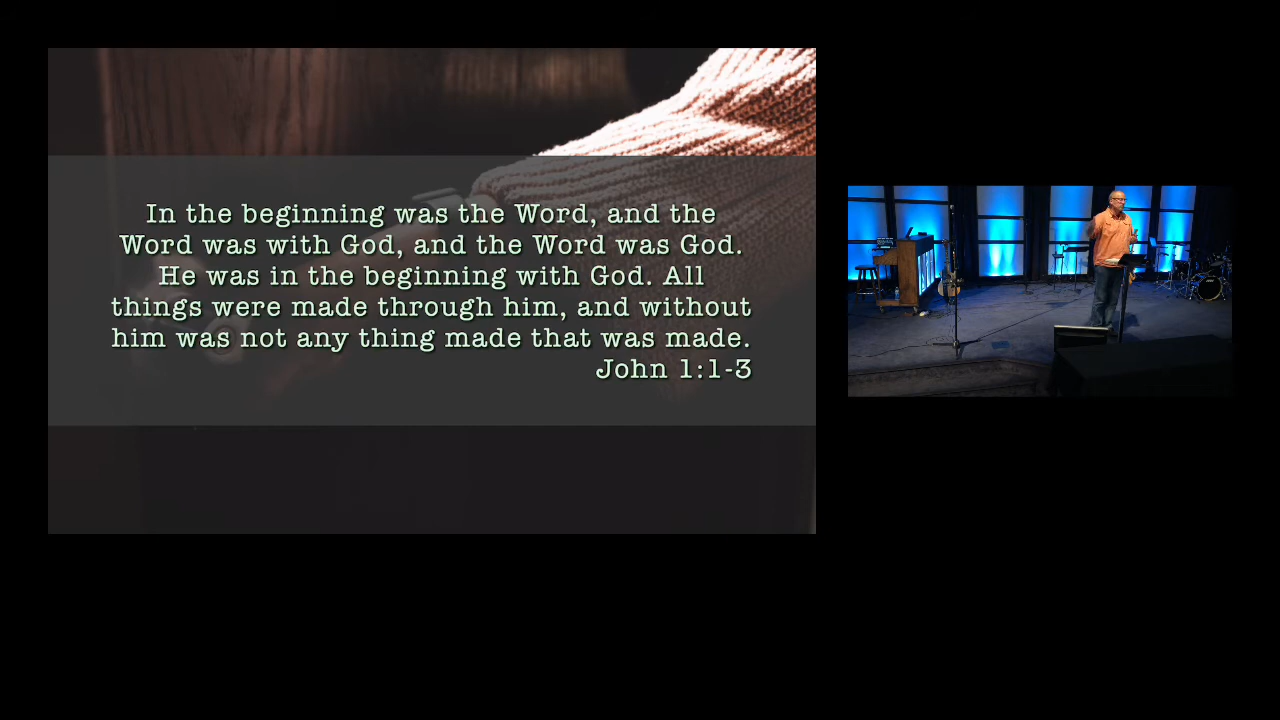 In the beginning was the Word, and the
Word was with God, and the Word was God.
He was in the beginning with God. All
things were made through him, and without
him was not any thing made that was made.
John 1:1-3